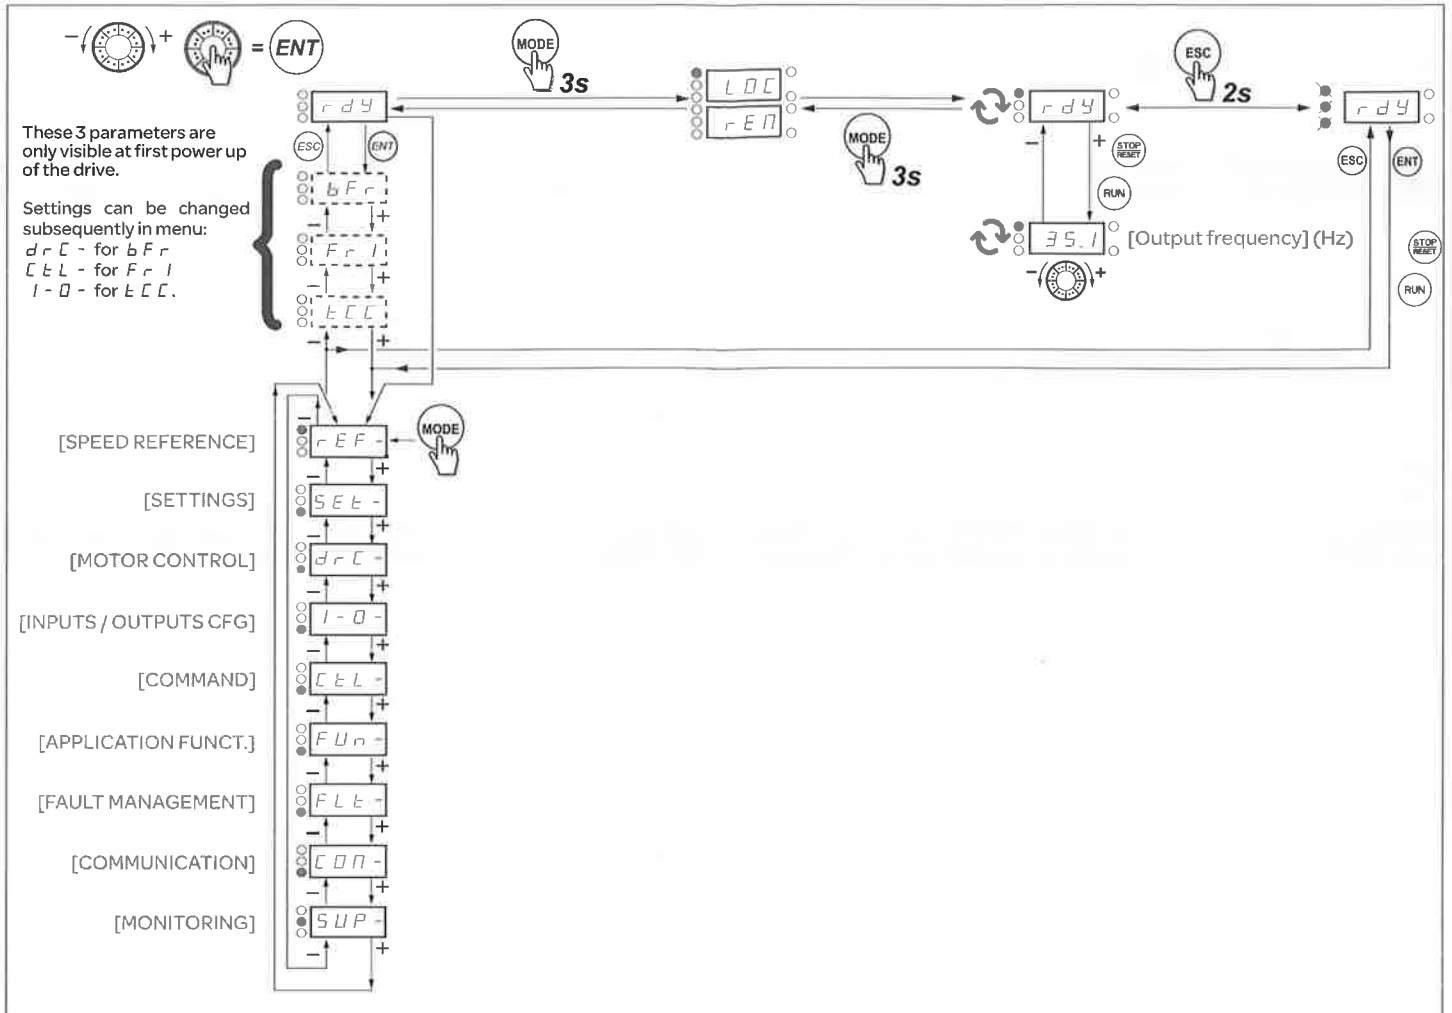 - + = ENT
MODE
3s
ESC
2s
rdY
LOC
rEM
rdY
rdY
MODE
3s
These 3 parameters are
only visible at first power up
of the drive.
ESC
ENT
- +
STOP
RESET
RUN
ESC
ENT
bFr
- +
Settings can be changed
subsequently in menu:
drC - for bFr
CtL - for Fr1
I-O - for tCC.
Fr1
- +
35.1
[Output frequency] (Hz)
- +
STOP
RESET
RUN
tCC
- +
MODE
-
[SPEED REFERENCE]
rEF-
- +
[SETTINGS]
SEt-
- +
[MOTOR CONTROL]
drC-
- +
[INPUTS / OUTPUTS CFG]
I-O-
- +
[COMMAND]
CtL-
- +
[APPLICATION FUNCT.]
FUn-
- +
[FAULT MANAGEMENT]
FLt-
- +
[COMMUNICATION]
COM-
- +
[MONITORING]
SUP-
- +